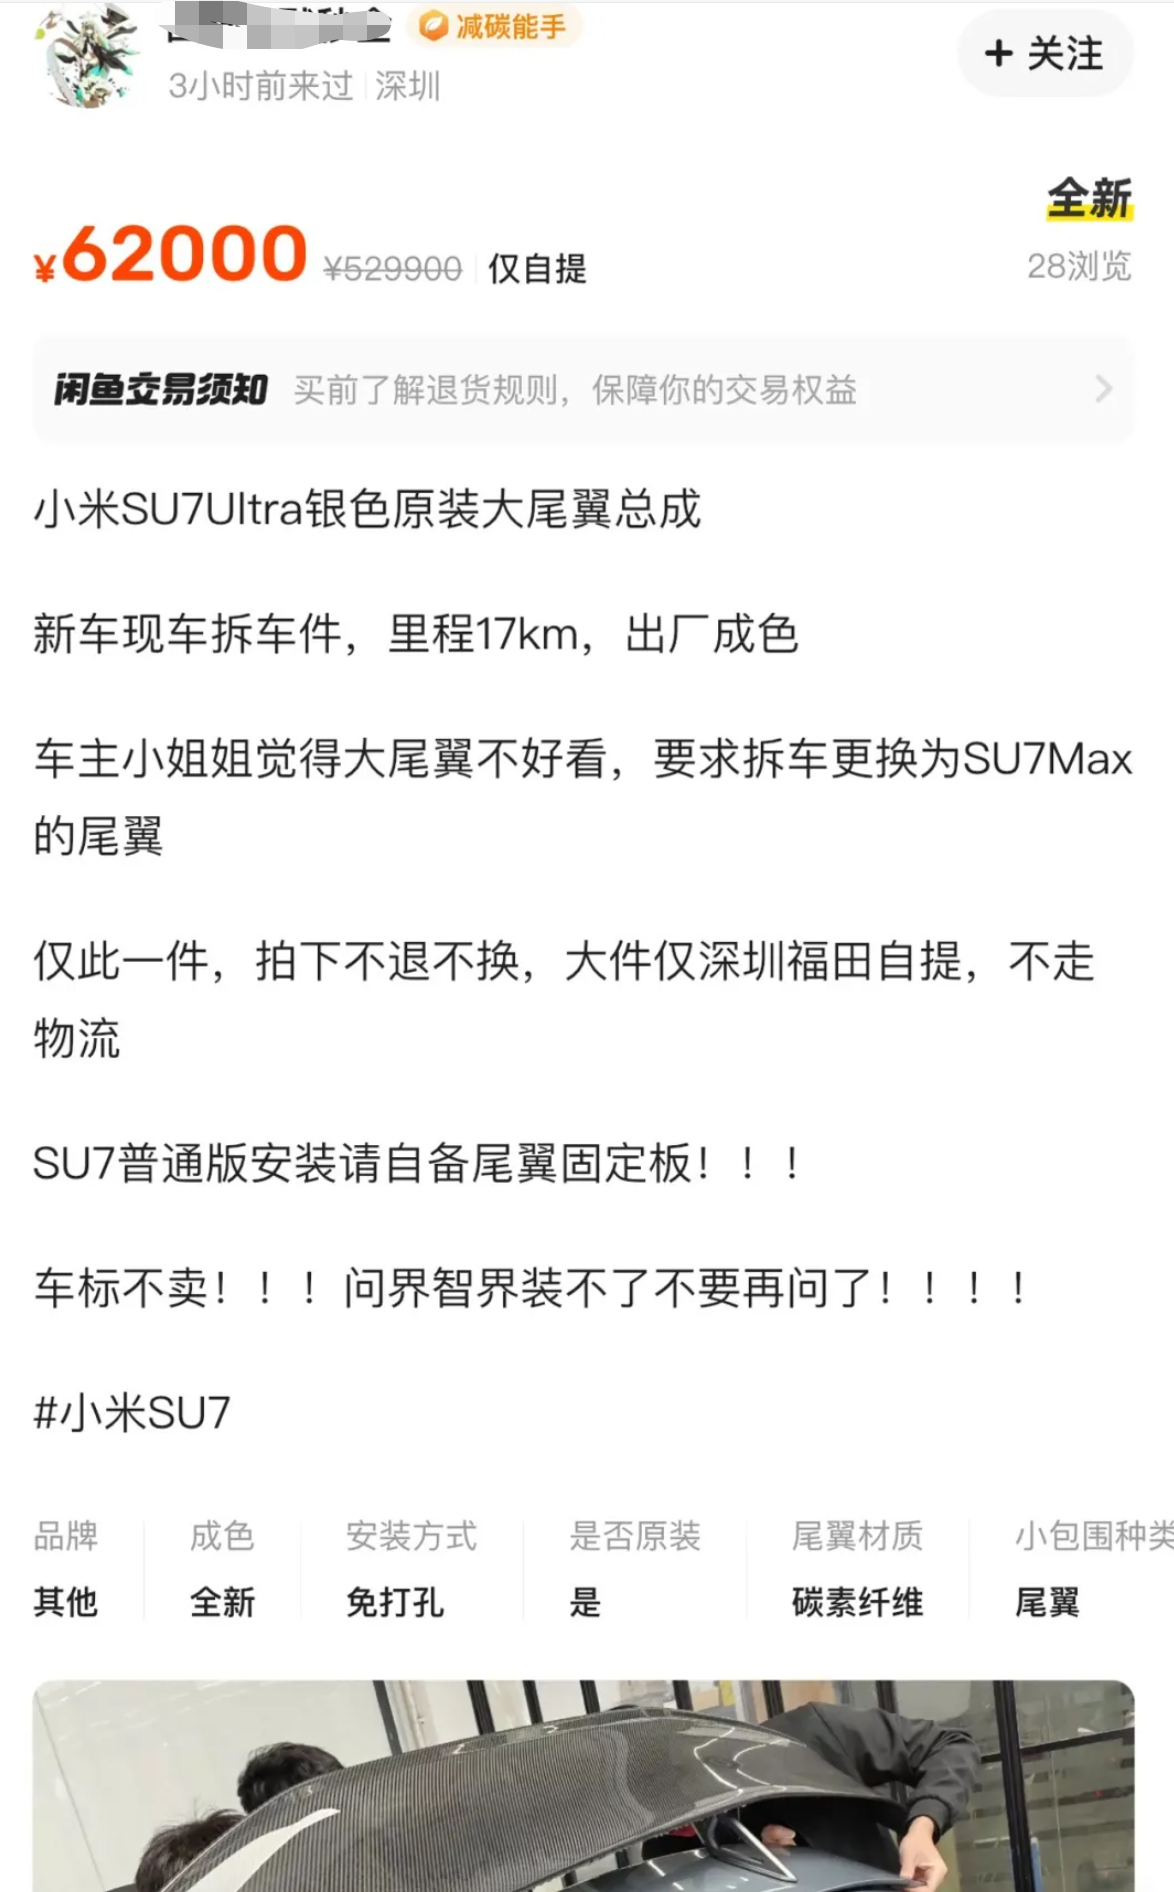 减碳能手
3小时前来过 深圳
+ 关注
全新
¥62000 ¥529900 仅自提
28浏览
闲鱼交易须知 买前了解退货规则，保障你的交易权益
小米SU7Ultra银色原装大尾翼总成
新车现车拆车件，里程17km，出厂成色
车主小姐姐觉得大尾翼不好看，要求拆车更换为SU7Max
的尾翼
仅此一件，拍下不退不换，大件仅深圳福田自提，不走
物流
SU7普通版安装请自备尾翼固定板！！！
车标不卖！！！问界智界装不了不要再问了！！！！
#小米SU7
品牌 成色 安装方式 是否原装 尾翼材质 小包围种类
其他 全新 免打孔 是 碳素纤维 尾翼